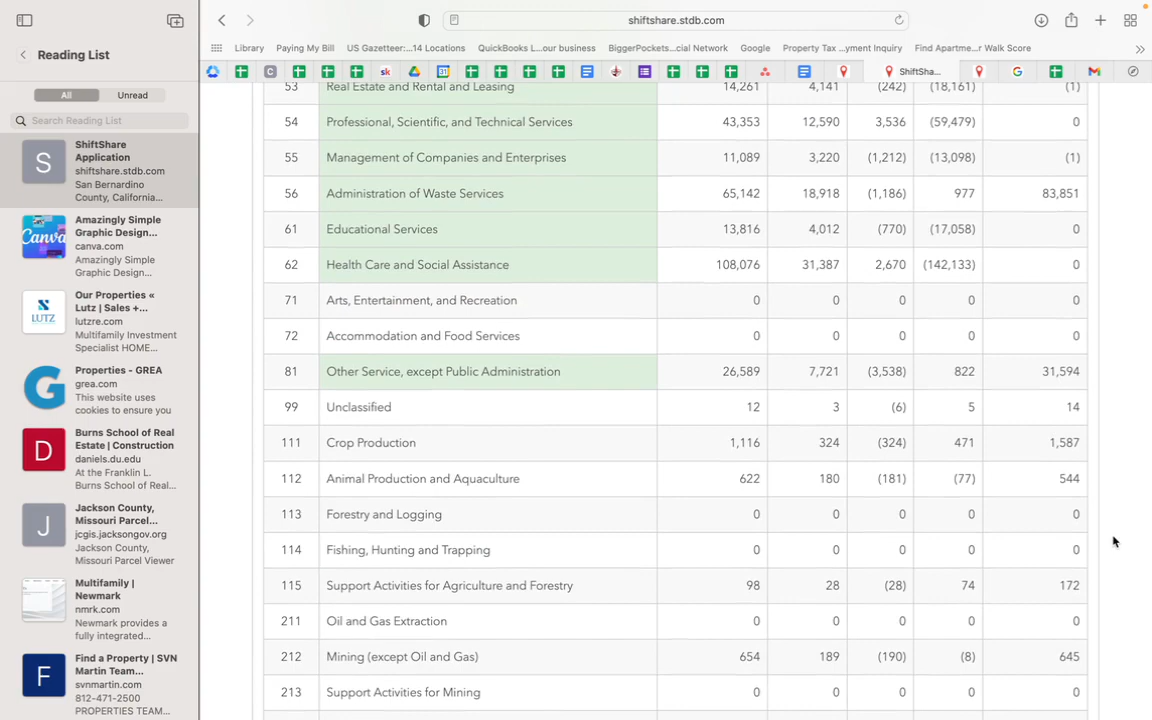 shiftshare.stdb.com
Library Paying My Bill US Gazetteer:...14 Locations QuickBooks L...our business BiggerPockets...cial Network Google Property Tax ...yment Inquiry Find Apartme...r Walk Score
ShiftSha...
Reading List
All Unread
Search Reading List
S
ShiftShare
Application
shiftshare.stdb.com
San Bernardino
County, California...
Canva
Amazingly Simple
Graphic Design...
canva.com
Amazingly Simple
Graphic Design...
LUTZ
Our Properties «
Lutz | Sales +...
lutzre.com
Multifamily Investment
Specialist HOME...
Properties - GREA
grea.com
This website uses
cookies to ensure you
D
Burns School of Real
Estate | Construction
daniels.du.edu
At the Franklin L.
Burns School of Real...
J
Jackson County,
Missouri Parcel...
jcgis.jacksongov.org
Jackson County,
Missouri Parcel Viewer
Multifamily |
Newmark
nmrk.com
Newmark provides a
fully integrated...
F
Find a Property | SVN
Martin Team...
svnmartin.com
812-471-2500
PROPERTIES TEAM...
53 Real Estate and Rental and Leasing 14,261 4,141 (242) (18,161) (1)
54 Professional, Scientific, and Technical Services 43,353 12,590 3,536 (59,479) 0
55 Management of Companies and Enterprises 11,089 3,220 (1,212) (13,098) (1)
56 Administration of Waste Services 65,142 18,918 (1,186) 977 83,851
61 Educational Services 13,816 4,012 (770) (17,058) 0
62 Health Care and Social Assistance 108,076 31,387 2,670 (142,133) 0
71 Arts, Entertainment, and Recreation 0 0 0 0 0
72 Accommodation and Food Services 0 0 0 0 0
81 Other Service, except Public Administration 26,589 7,721 (3,538) 822 31,594
99 Unclassified 12 3 (6) 5 14
111 Crop Production 1,116 324 (324) 471 1,587
112 Animal Production and Aquaculture 622 180 (181) (77) 544
113 Forestry and Logging 0 0 0 0 0
114 Fishing, Hunting and Trapping 0 0 0 0 0
115 Support Activities for Agriculture and Forestry 98 28 (28) 74 172
211 Oil and Gas Extraction 0 0 0 0 0
212 Mining (except Oil and Gas) 654 189 (190) (8) 645
213 Support Activities for Mining 0 0 0 0 0